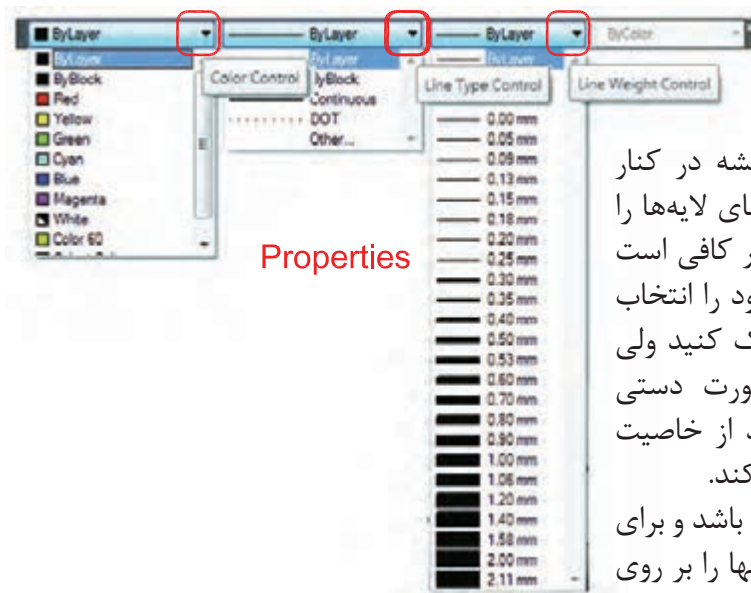 ByLayer ByLayer ByLayer ByColor
ByLayer
ByBlock
Red
Yellow
Green
Cyan
Blue
Magenta
White
Color 60
Color Control
ByLayer
ByBlock
Continuous
DOT
Other...
Line Type Control
ByLayer
0.00 mm
0.05 mm
0.09 mm
0.13 mm
0.15 mm
0.18 mm
0.20 mm
0.25 mm
0.30 mm
0.35 mm
0.40 mm
0.50 mm
0.53 mm
0.60 mm
0.70 mm
0.80 mm
0.90 mm
1.00 mm
1.06 mm
1.20 mm
1.40 mm
1.58 mm
2.00 mm
2.11 mm
Line Weight Control
Properties
در کنار
لایه‌ها را
کافی است
را انتخاب
کنید ولی
دستی
از خاصیت
کند.
باشد و برای
را بر روی